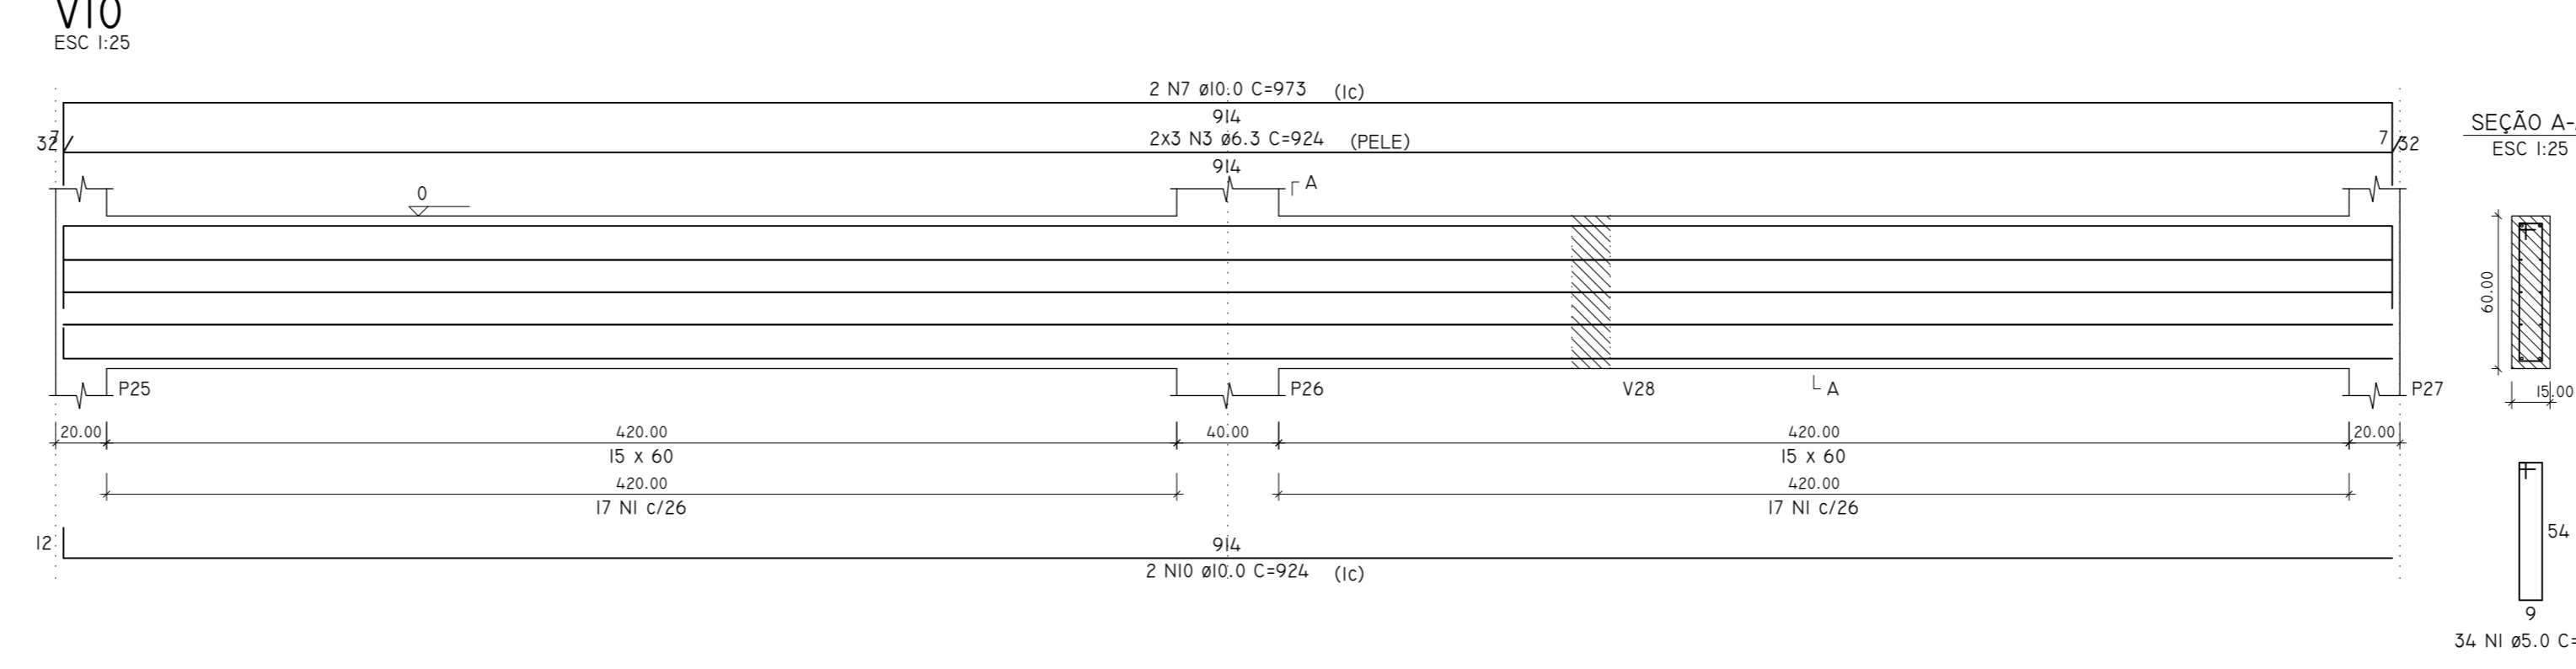 V10
ESC 1:25
2 N7 ø10.0 C=973 (1c)
914
2x3 N3 ø6.3 C=924 (PELE)
914
32
7
7
32
0
A
SEÇÃO A-
ESC 1:25
60.00
15.00
P25
P26
V28
A
P27
20.00
420.00
40.00
420.00
20.00
15 x 60
15 x 60
420.00
420.00
17 N1 c/26
17 N1 c/26
12
914
2 N10 ø10.0 C=924 (1c)
54
9
34 N1 ø5.0 C=